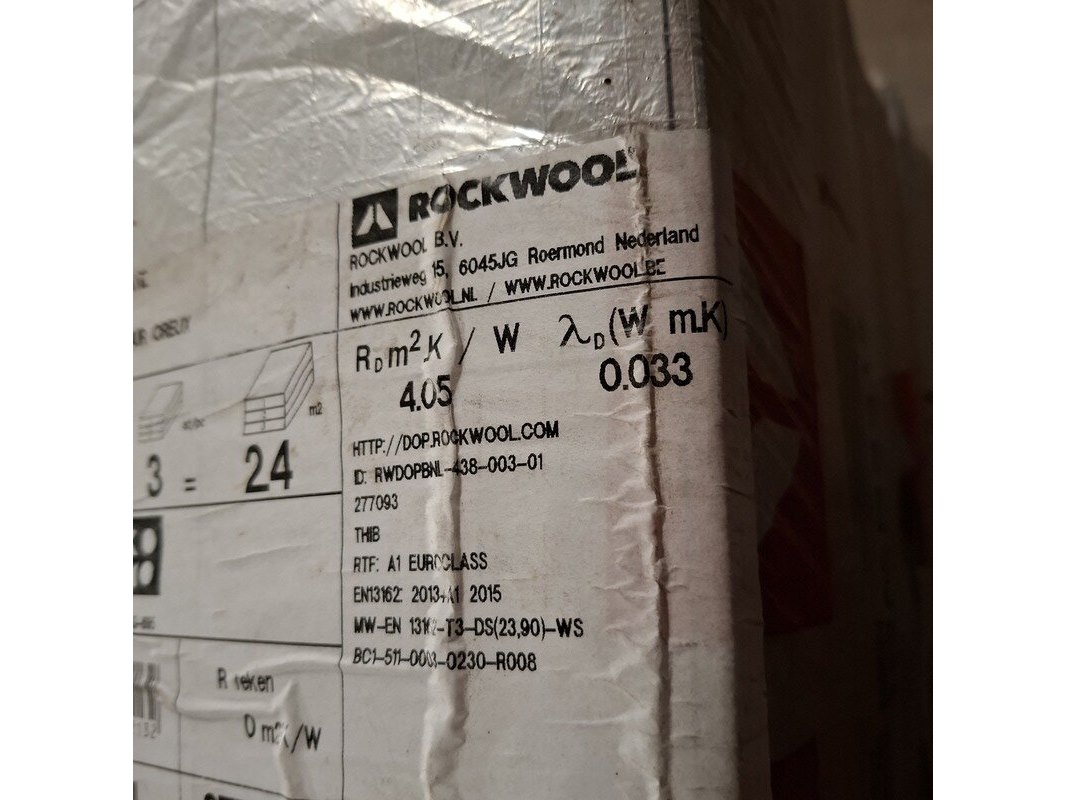 ROCKWOOL
ROCKWOOL B.V.
Industrieweg 15, 6045JG Roermond Nederland
WWW.ROCKWOOL.NL / WWW.ROCKWOOL.BE
R D m² K / W λ D (W mK)
4.05 0.033
m2
3 = 24
HTTP://DOP.ROCKWOOL.COM
ID: RWDOPBNL-438-003-01
277093
THIB
RTF: A1 EUROCLASS
EN13162: 2013+A1 2015
MW-EN 13162-T3-DS(23,90)-WS
BC1-511-0003-0230-R008
R reken
0 m2K/W